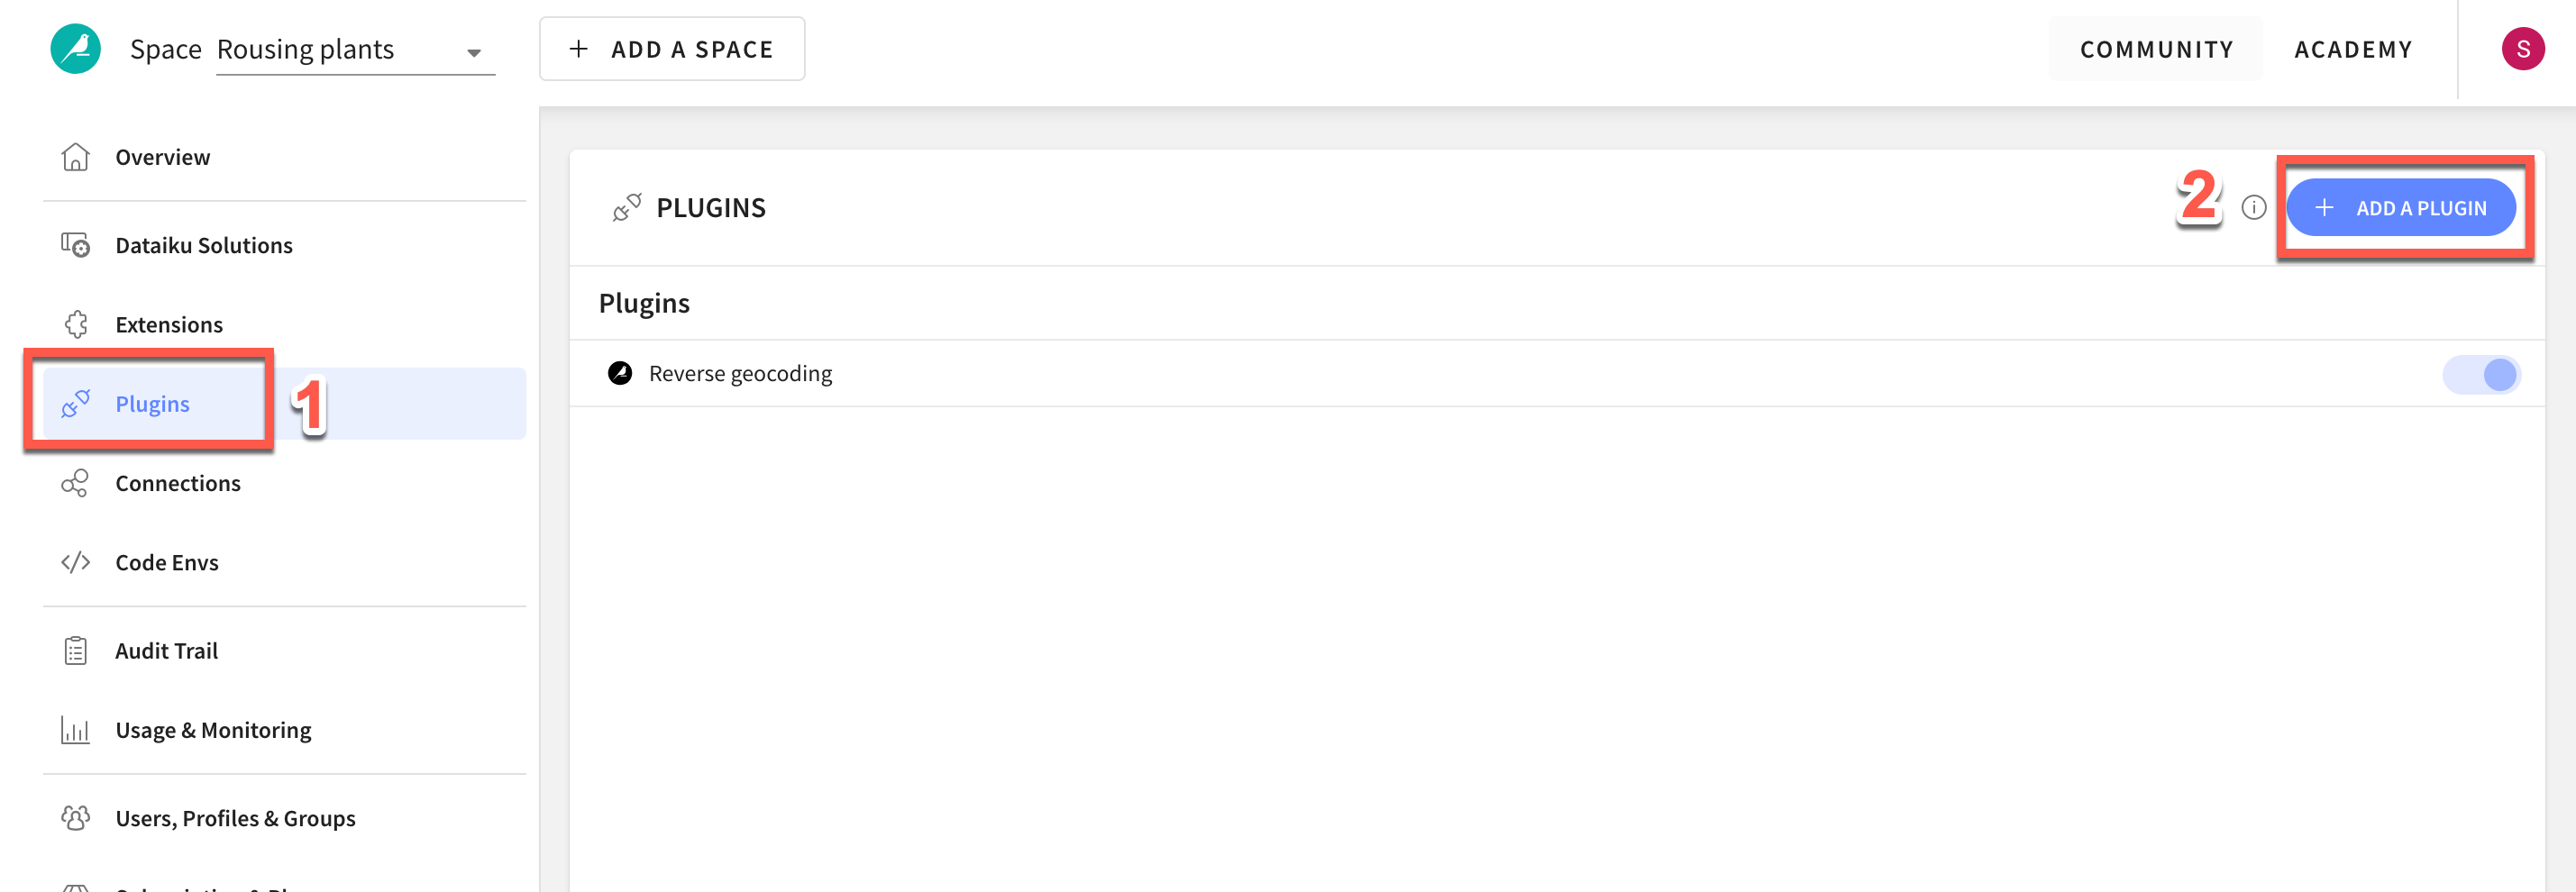 Space Rousing plants
+ ADD A SPACE
COMMUNITY
ACADEMY
S
Overview
Dataiku Solutions
Extensions
Plugins
1
Connections
Code Envs
Audit Trail
Usage & Monitoring
Users, Profiles & Groups
PLUGINS
2
+ ADD A PLUGIN
Plugins
Reverse geocoding